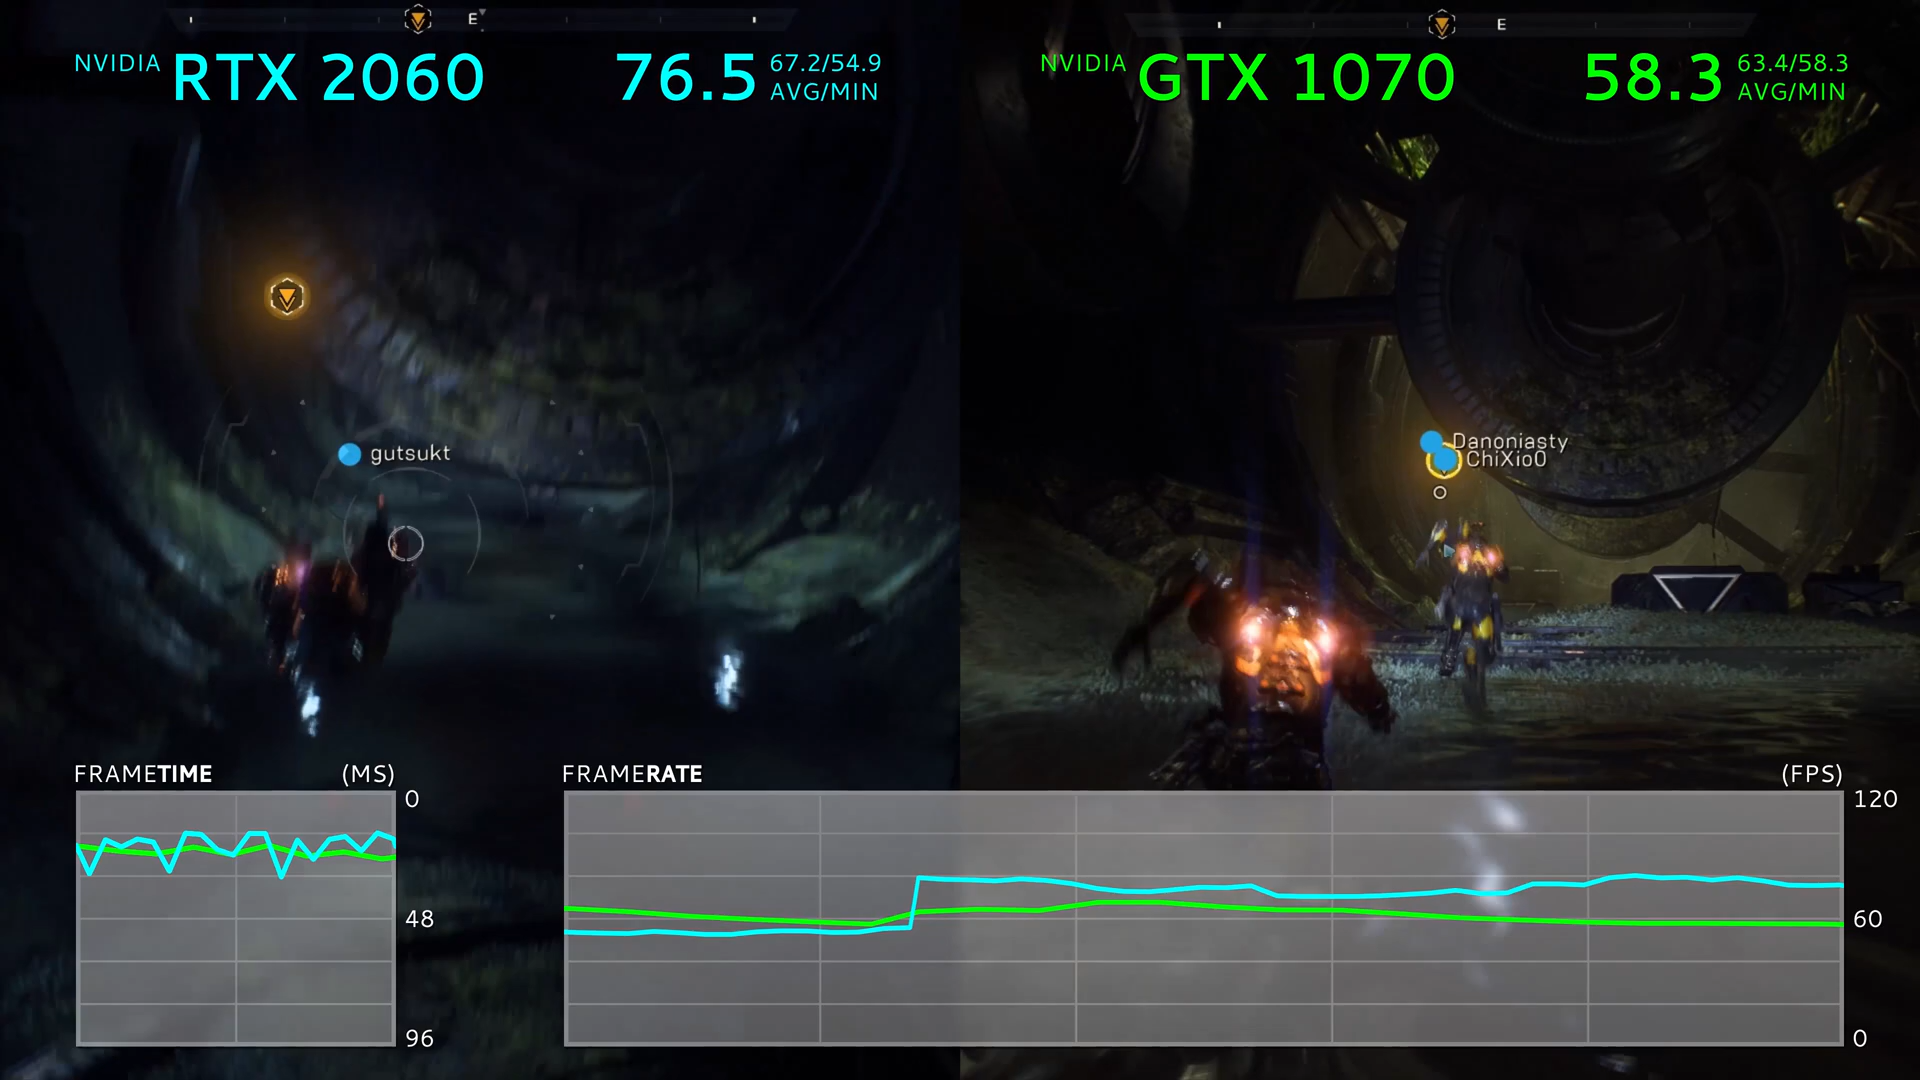 E
E
NVIDIA RTX 2060 76.5 67.2/54.9
AVG/MIN
NVIDIA GTX 1070 58.3 63.4/58.3
AVG/MIN
gutsukt
Danoniasty
ChiXio0
FRAMETIME (MS)
0
48
96
FRAMERATE (FPS)
120
60
0